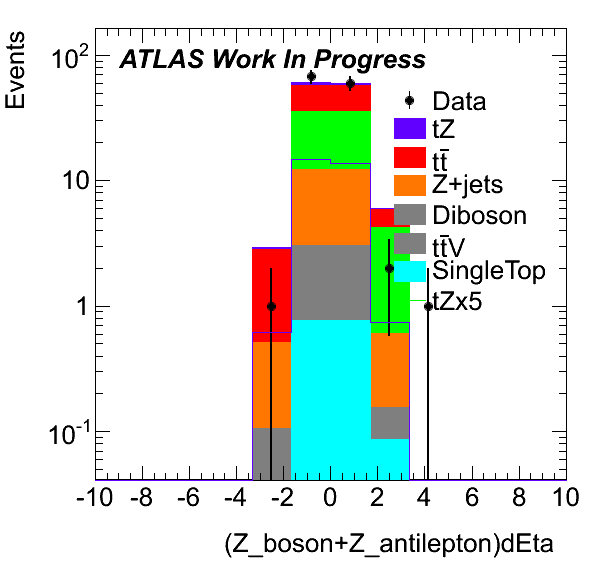 Events
10²
10
1
10⁻¹
ATLAS Work In Progress
Data
tZ
tt̄
Z+jets
Diboson
tt̄V
SingleTop
tZx5
-10 -8 -6 -4 -2 0 2 4 6 8 10
(Z_boson+Z_antilepton)dEta